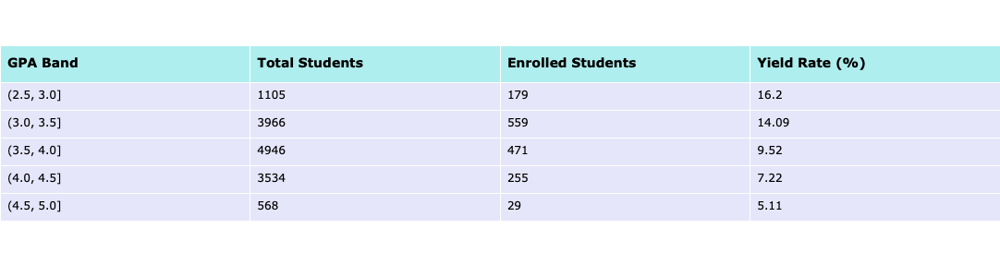 GPA Band Total Students Enrolled Students Yield Rate (%)
(2.5, 3.0] 1105 179 16.2
(3.0, 3.5] 3966 559 14.09
(3.5, 4.0] 4946 471 9.52
(4.0, 4.5] 3534 255 7.22
(4.5, 5.0] 568 29 5.11